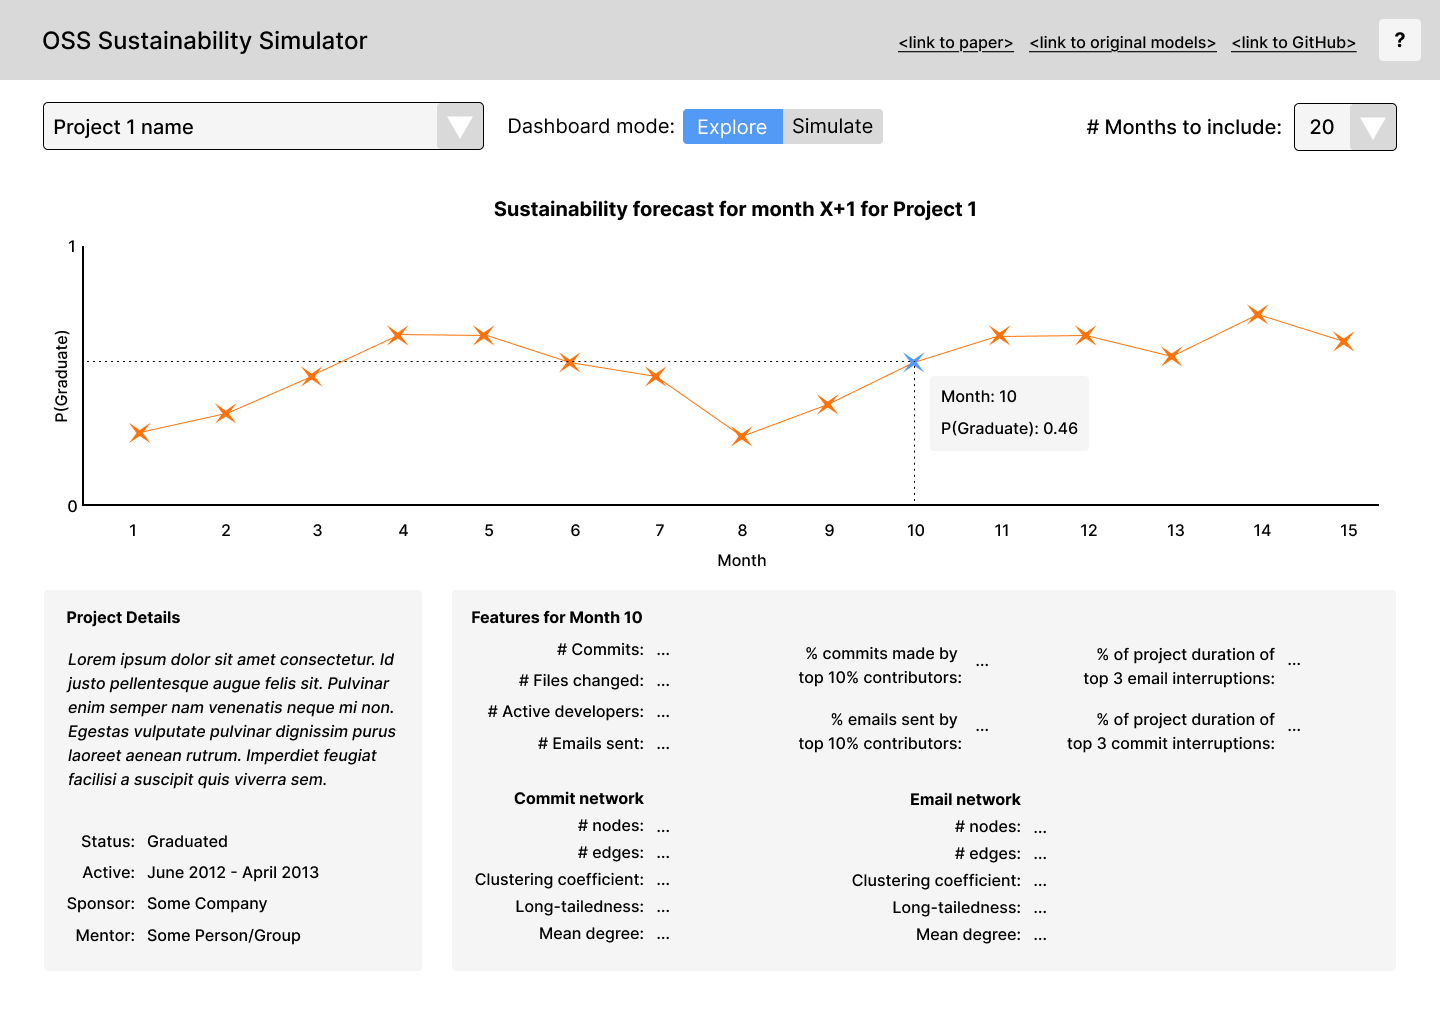 OSS Sustainability Simulator
<link to paper> <link to original models> <link to GitHub> ?
Project 1 name
Dashboard mode: Explore Simulate
# Months to include: 20
Sustainability forecast for month X+1 for Project 1
1
P(Graduate)
0
Month: 10
P(Graduate): 0.46
1 2 3 4 5 6 7 8 9 10 11 12 13 14 15
Month
Project Details
Lorem ipsum dolor sit amet consectetur. Id
justo pellentesque augue felis sit. Pulvinar
enim semper nam venenatis neque mi non.
Egestas vulputate pulvinar dignissim purus
laoreet aenean rutrum. Imperdiet feugiat
facilisi a suscipit quis viverra sem.
Status: Graduated
Active: June 2012 - April 2013
Sponsor: Some Company
Mentor: Some Person/Group
Features for Month 10
# Commits: ...
# Files changed: ...
# Active developers: ...
# Emails sent: ...
% commits made by
top 10% contributors: ...
% emails sent by
top 10% contributors: ...
% of project duration of
top 3 email interruptions: ...
% of project duration of
top 3 commit interruptions: ...
Commit network
# nodes: ...
# edges: ...
Clustering coefficient: ...
Long-tailedness: ...
Mean degree: ...
Email network
# nodes: ...
# edges: ...
Clustering coefficient: ...
Long-tailedness: ...
Mean degree: ...